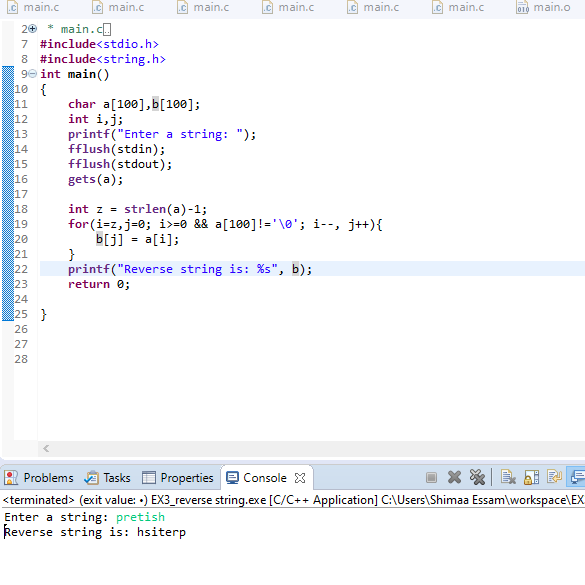 main.c main.c main.c main.c main.c main.c main.o
2 * main.c
7 #include<stdio.h>
8 #include<string.h>
9 int main()
10 {
11 char a[100],b[100];
12 int i,j;
13 printf("Enter a string: ");
14 fflush(stdin);
15 fflush(stdout);
16 gets(a);
17
18 int z = strlen(a)-1;
19 for(i=z,j=0; i>=0 && a[100]!='\0'; i--, j++){
20 b[j] = a[i];
21 }
22 printf("Reverse string is: %s", b);
23 return 0;
24
25 }
26
27
28
Problems Tasks Properties Console
<terminated> (exit value: •) EX3_reverse string.exe [C/C++ Application] C:\Users\Shimaa Essam\workspace\EX
Enter a string: pretish
Reverse string is: hsiterp